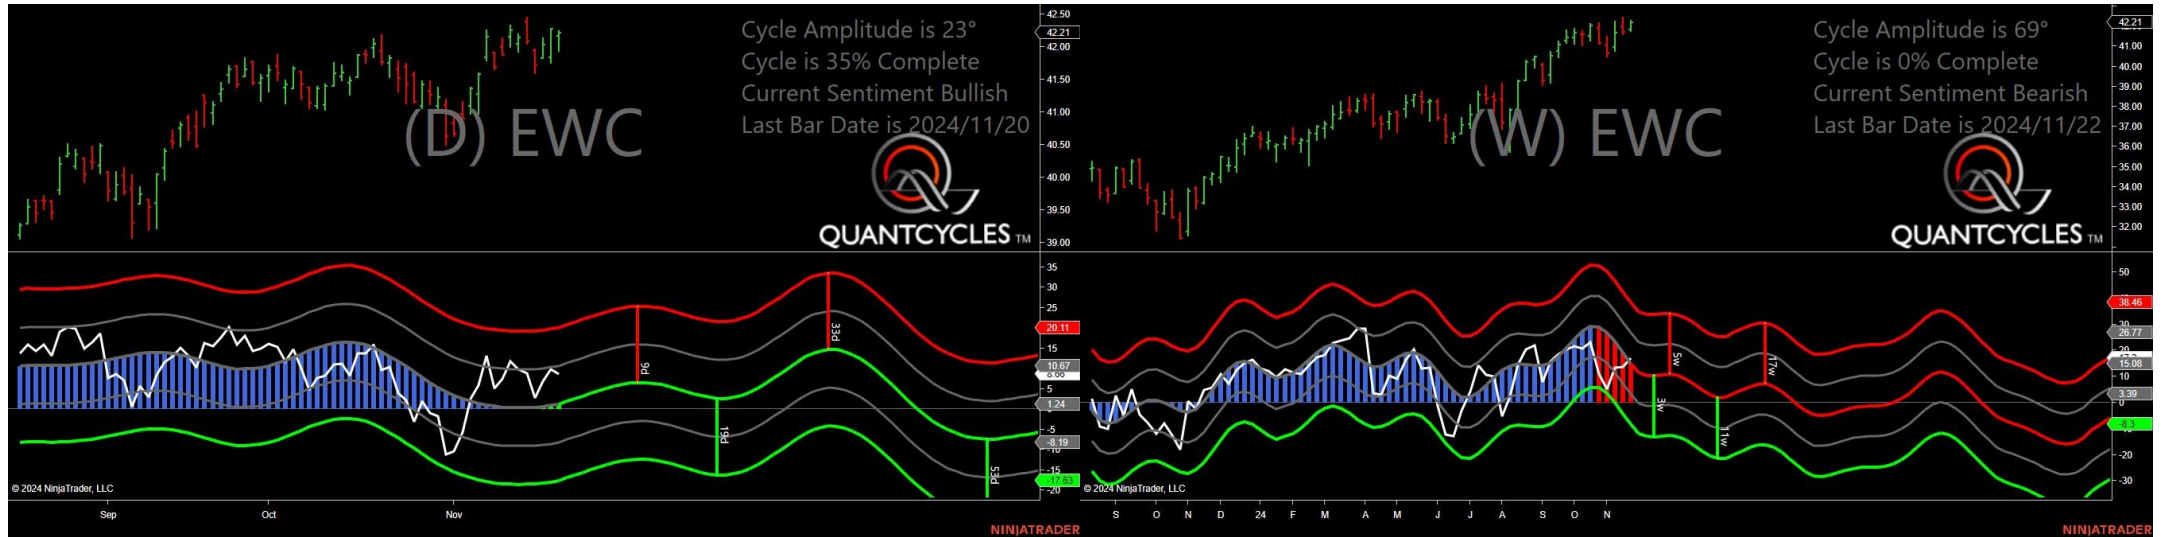 Cycle Amplitude is 23°
Cycle is 35% Complete
Current Sentiment Bullish
Last Bar Date is 2024/11/20
(D) EWC
QUANTCYCLES TM
42.50
42.21
42.00
41.50
41.00
40.50
40.00
39.50
39.00
35
30
25
20.11
15
10.67
5
1.24
-5
-8.19
-10
-15
-17.63
-20
9d
19d
33d
53d
© 2024 NinjaTrader, LLC
Sep Oct Nov
NINJATRADER
Cycle Amplitude is 69°
Cycle is 0% Complete
Current Sentiment Bearish
Last Bar Date is 2024/11/22
(W) EWC
QUANTCYCLES TM
42.21
41.00
40.00
39.00
38.00
37.00
36.00
35.00
34.00
33.00
32.00
50
38.46
30
26.77
20
15.08
10
3.39
0
-8.3
-20
-30
5w
3w
11w
17w
© 2024 NinjaTrader, LLC
S O N D 24 F M A M J J A S O N
NINJATRADER